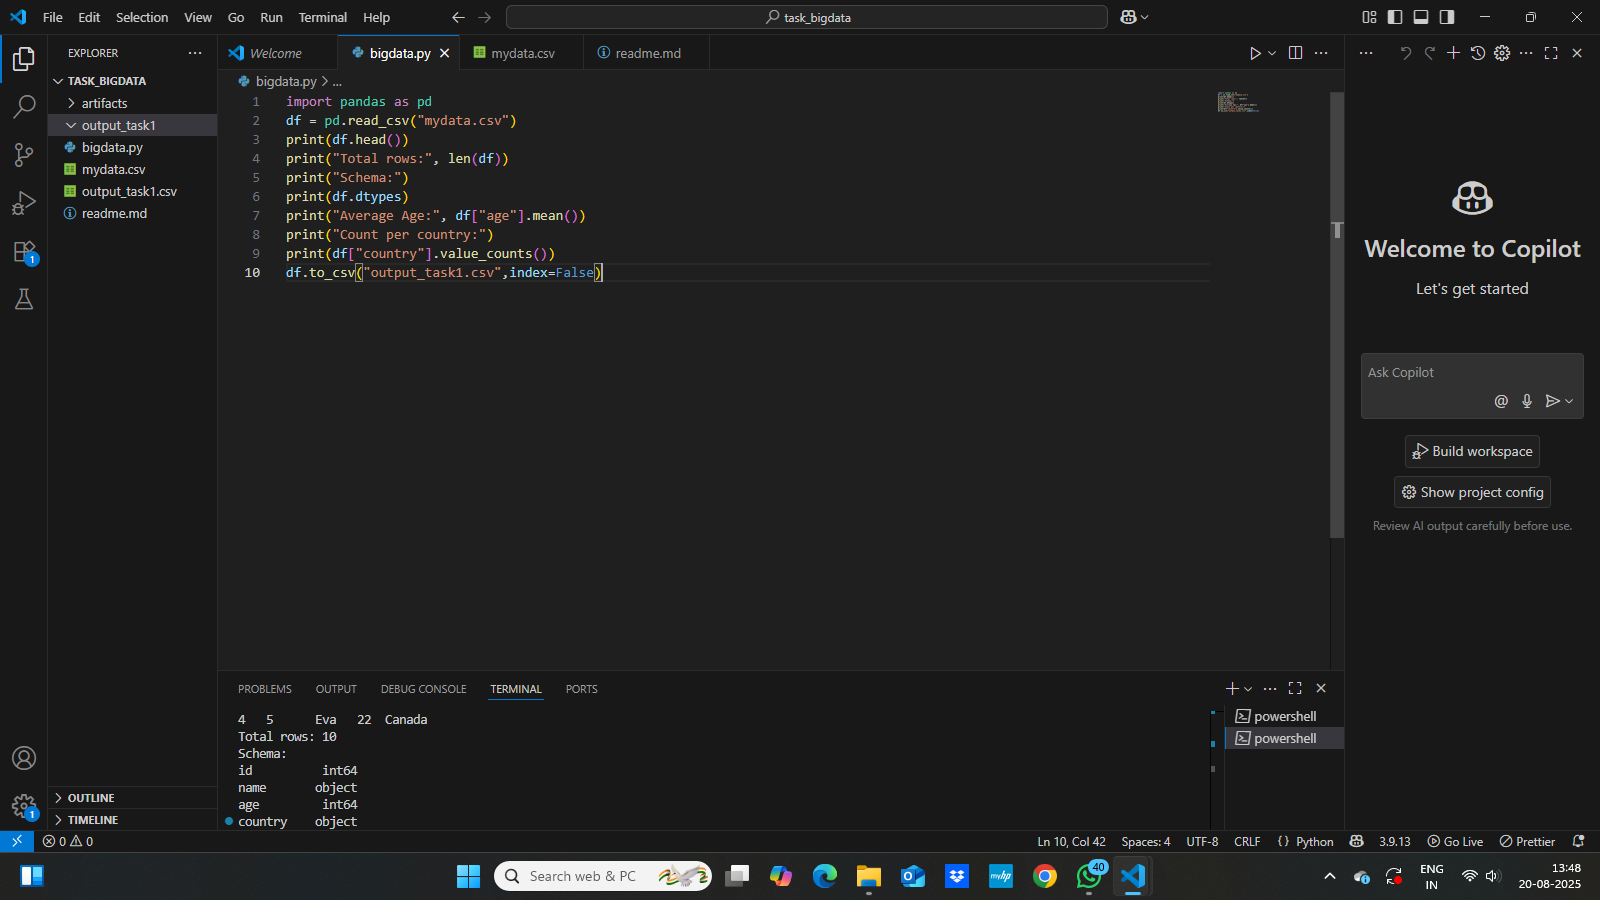 File Edit Selection View Go Run Terminal Help
task_bigdata
EXPLORER
TASK_BIGDATA
artifacts
output_task1
bigdata.py
mydata.csv
output_task1.csv
readme.md
OUTLINE
TIMELINE
Welcome
bigdata.py
mydata.csv
readme.md
bigdata.py > ...
1 import pandas as pd
2 df = pd.read_csv("mydata.csv")
3 print(df.head())
4 print("Total rows:", len(df))
5 print("Schema:")
6 print(df.dtypes)
7 print("Average Age:", df["age"].mean())
8 print("Count per country:")
9 print(df["country"].value_counts())
10 df.to_csv("output_task1.csv",index=False)
PROBLEMS OUTPUT DEBUG CONSOLE TERMINAL PORTS
4 5 Eva 22 Canada
Total rows: 10
Schema:
id int64
name object
age int64
country object
powershell
powershell
Welcome to Copilot
Let's get started
Ask Copilot
Build workspace
Show project config
Review AI output carefully before use.
1
1
0 0
Ln 10, Col 42 Spaces: 4 UTF-8 CRLF { } Python 3.9.13 Go Live Prettier
Search web & PC
myhp
40
ENG
IN
13:48
20-08-2025